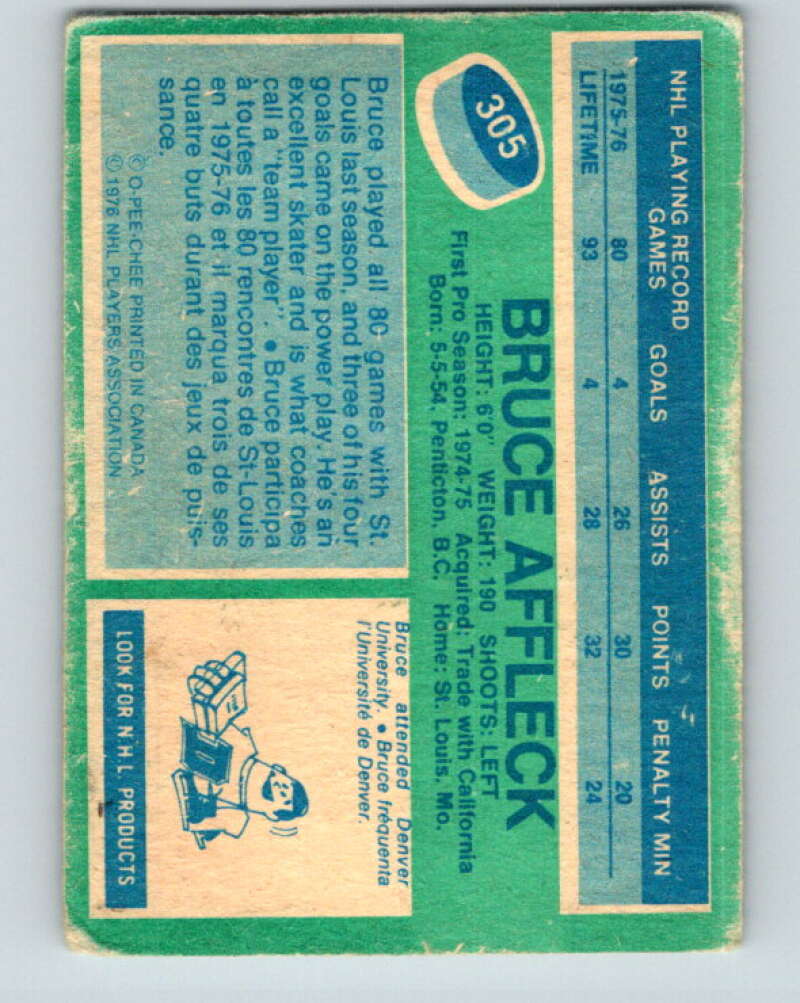 NHL PLAYING RECORD
GAMES GOALS ASSISTS POINTS PENALTY MIN
1975-76 80 4 26 30 20
LIFETIME 93 4 28 32 24
305
BRUCE AFFLECK
HEIGHT: 6'0" WEIGHT: 190 SHOOTS: LEFT
First Pro Season: 1974-75 Acquired: Trade with California
Born: 5-5-54, Penticton, B.C. Home: St. Louis, Mo.
Bruce played all 80 games with St.
Louis last season, and three of his four
goals came on the power play. He's an
excellent skater and is what coaches
call a "team player". • Bruce participa
à toutes les 80 rencontres de St-Louis
en 1975-76 et il marqua trois de ses
quatre buts durant des jeux de puis-
sance.
© O-PEE-CHEE PRINTED IN CANADA
© 1976 NHL PLAYERS ASSOCIATION
Bruce attended Denver
University. • Bruce fréquenta
l'Université de Denver.
LOOK FOR N.H.L. PRODUCTS